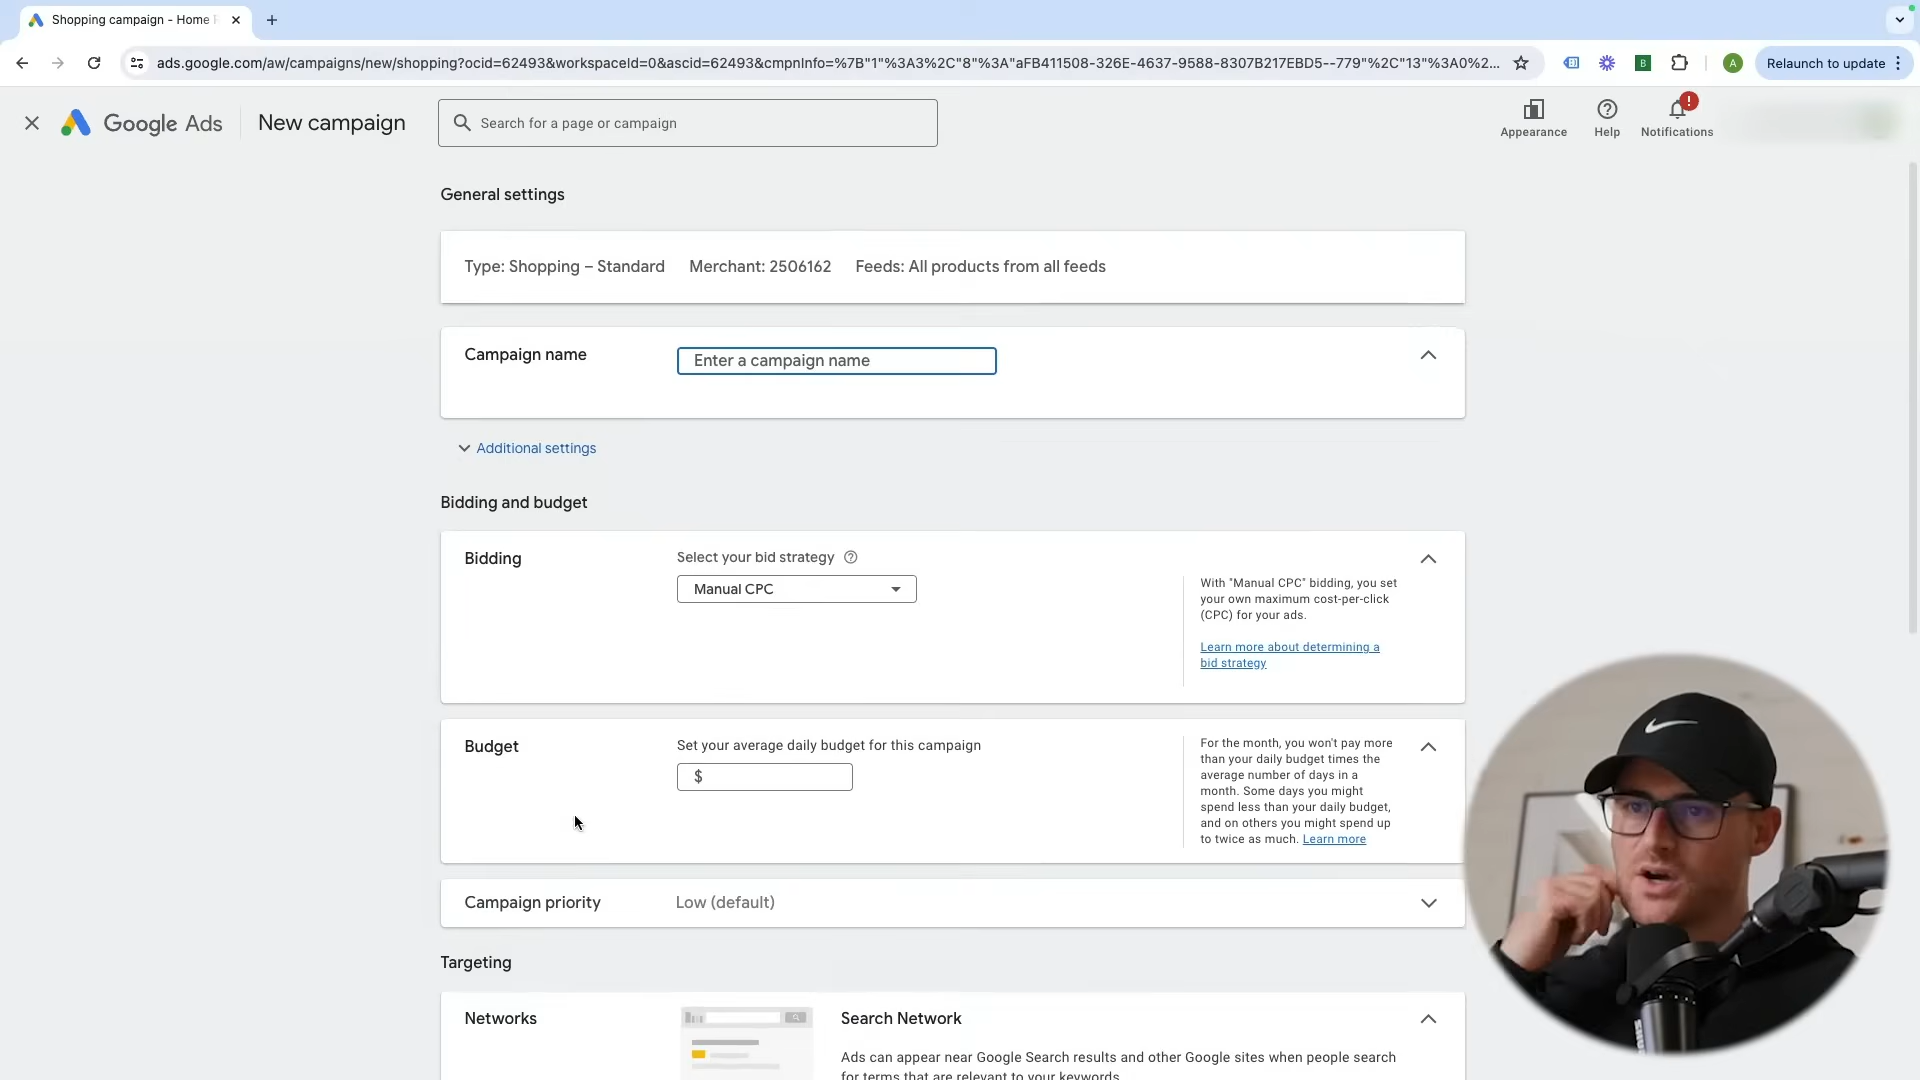 Shopping campaign - Home
ads.google.com/aw/campaigns/new/shopping?ocid=62493&workspaceId=0&ascid=62493&cmpnInfo=%7B"1"%3A3%2C"8"%3A"aFB411508-326E-4637-9588-8307B217EBD5--779"%2C"13"%3A0%2...
B
A
Relaunch to update
Google Ads
New campaign
Search for a page or campaign
Appearance
Help
!
Notifications
General settings
Type: Shopping – Standard Merchant: 2506162 Feeds: All products from all feeds
Campaign name
Enter a campaign name
Additional settings
Bidding and budget
Bidding
Select your bid strategy
Manual CPC
With "Manual CPC" bidding, you set
your own maximum cost-per-click
(CPC) for your ads.
Learn more about determining a
bid strategy
Budget
Set your average daily budget for this campaign
$
For the month, you won't pay more
than your daily budget times the
average number of days in a
month. Some days you might
spend less than your daily budget,
and on others you might spend up
to twice as much. Learn more
Campaign priority
Low (default)
Targeting
Networks
Search Network
Ads can appear near Google Search results and other Google sites when people search
for terms that are relevant to your keywords